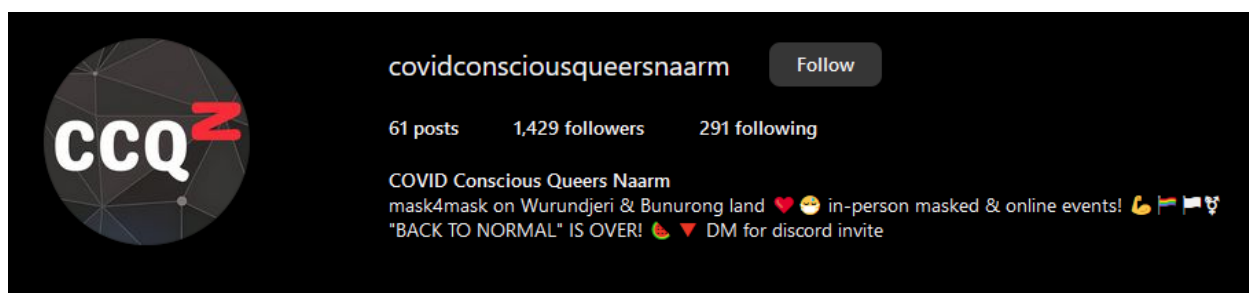 CCQN
covidconsciousqueersnaarm Follow
61 posts 1,429 followers 291 following
COVID Conscious Queers Naarm
mask4mask on Wurundjeri & Bunurong land ❤️😷 in-person masked & online events! 💪🏳️‍🌈🏳⚧
"BACK TO NORMAL" IS OVER! 🍉🔻 DM for discord invite